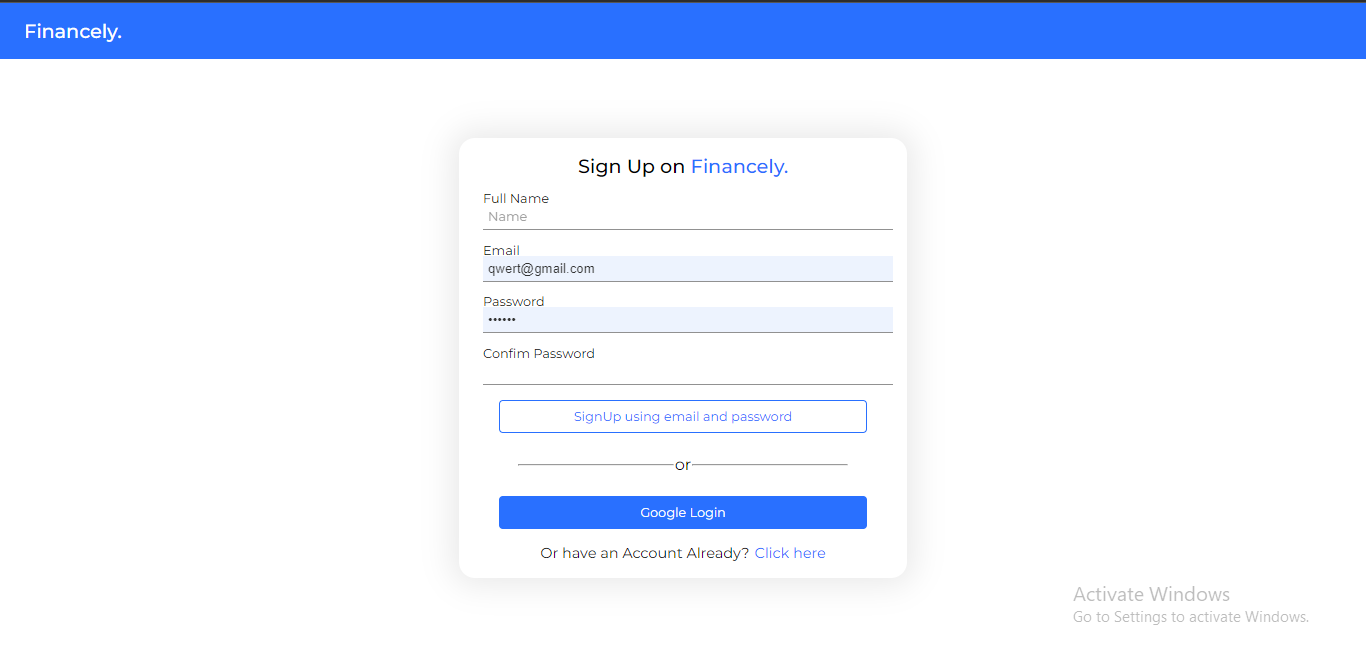 Financely.
Sign Up on Financely.
Full Name
Name
Email
qwert@gmail.com
Password
••••••
Confim Password
SignUp using email and password
or
Google Login
Or have an Account Already? Click here
Activate Windows
Go to Settings to activate Windows.